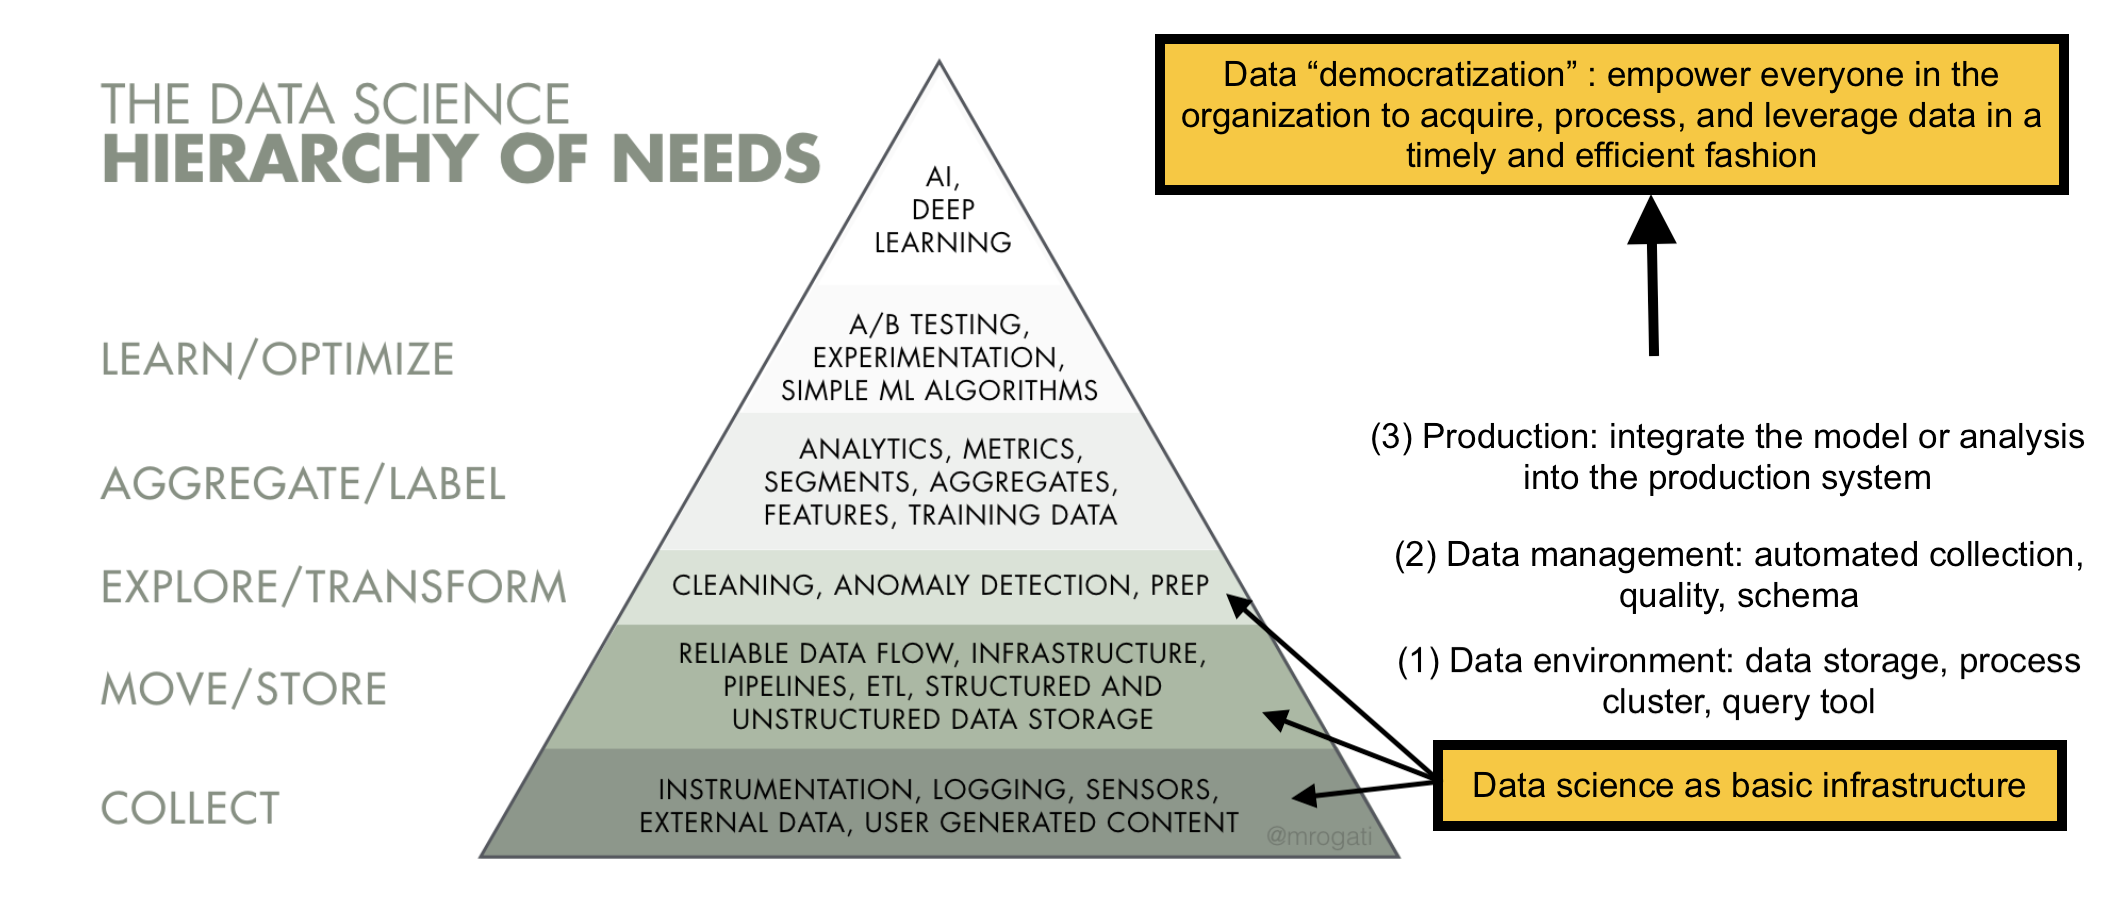 THE DATA SCIENCE
HIERARCHY OF NEEDS
AI,
DEEP
LEARNING
LEARN/OPTIMIZE
A/B TESTING,
EXPERIMENTATION,
SIMPLE ML ALGORITHMS
AGGREGATE/LABEL
ANALYTICS, METRICS,
SEGMENTS, AGGREGATES,
FEATURES, TRAINING DATA
EXPLORE/TRANSFORM
CLEANING, ANOMALY DETECTION, PREP
MOVE/STORE
RELIABLE DATA FLOW, INFRASTRUCTURE,
PIPELINES, ETL, STRUCTURED AND
UNSTRUCTURED DATA STORAGE
COLLECT
INSTRUMENTATION, LOGGING, SENSORS,
EXTERNAL DATA, USER GENERATED CONTENT
@mrogati
Data “democratization” : empower everyone in the
organization to acquire, process, and leverage data in a
timely and efficient fashion
(3) Production: integrate the model or analysis
into the production system
(2) Data management: automated collection,
quality, schema
(1) Data environment: data storage, process
cluster, query tool
Data science as basic infrastructure